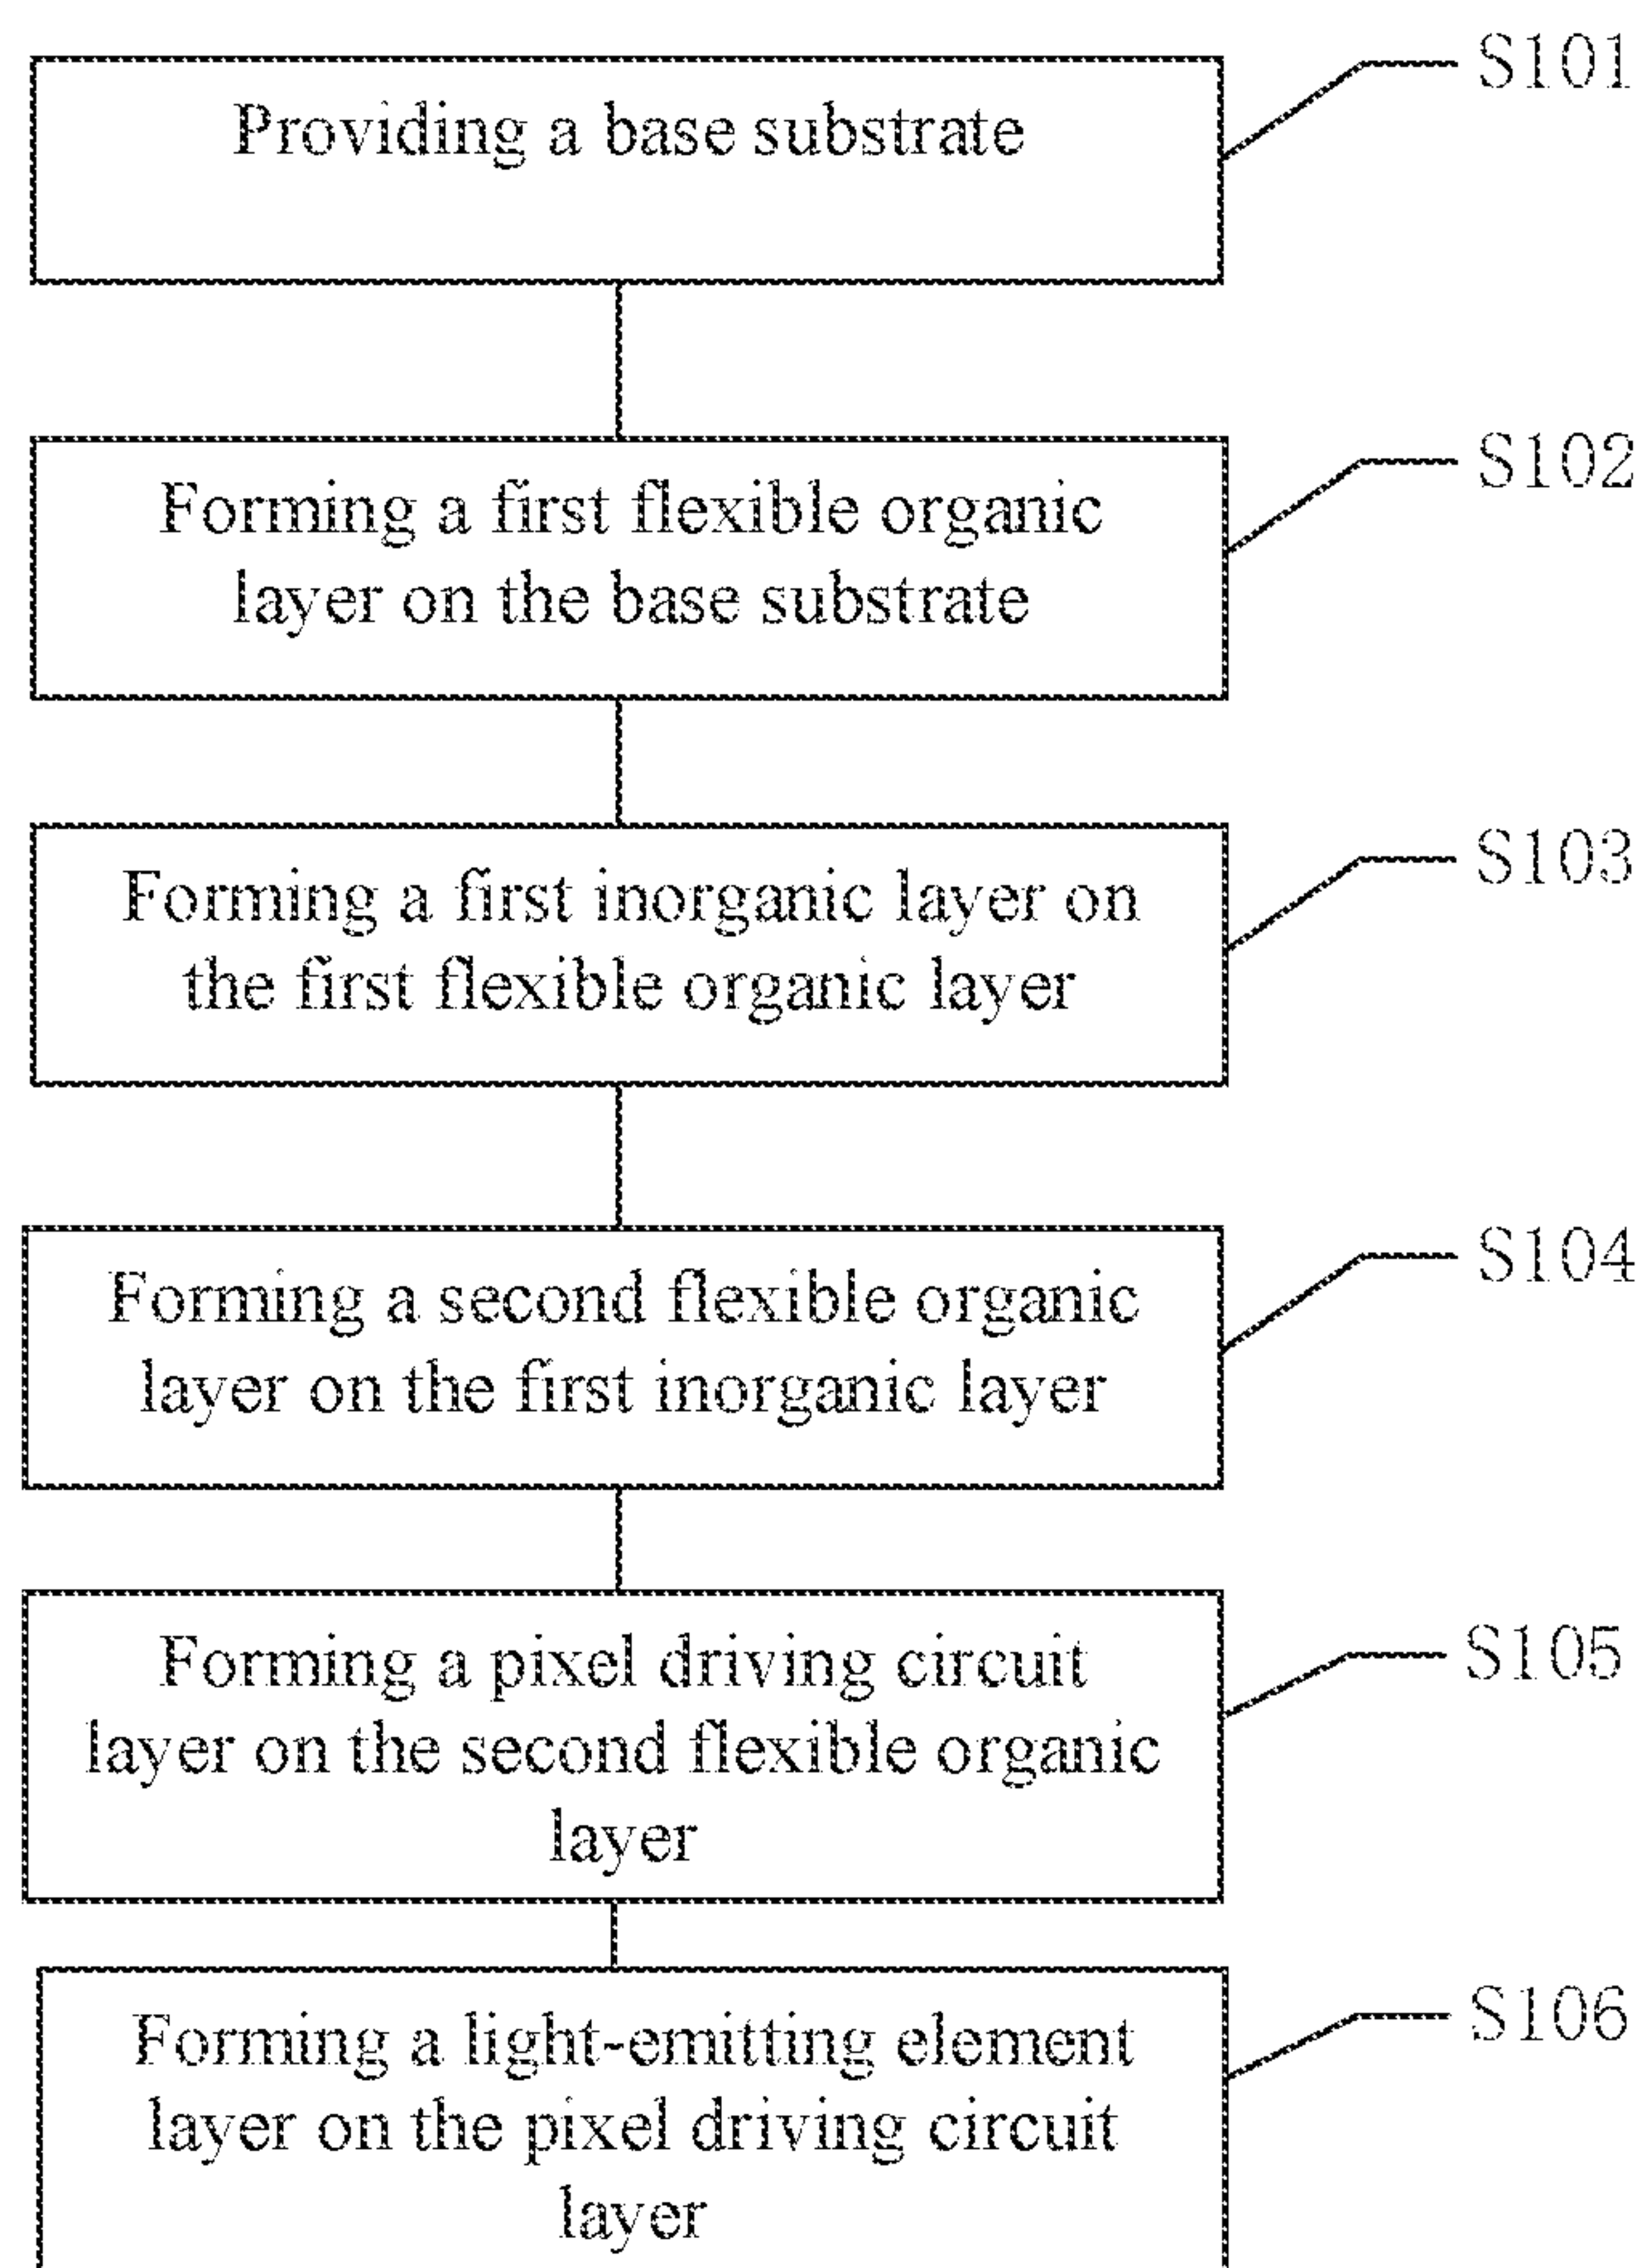 S101
Providing a base substrate
S102
Forming a first flexible organic
layer on the base substrate
S103
Forming a first inorganic layer on
the first flexible organic layer
S104
Forming a second flexible organic
layer on the first inorganic layer
S105
Forming a pixel driving circuit
layer on the second flexible organic
layer
S106
Forming a light-emitting element
layer on the pixel driving circuit
layer